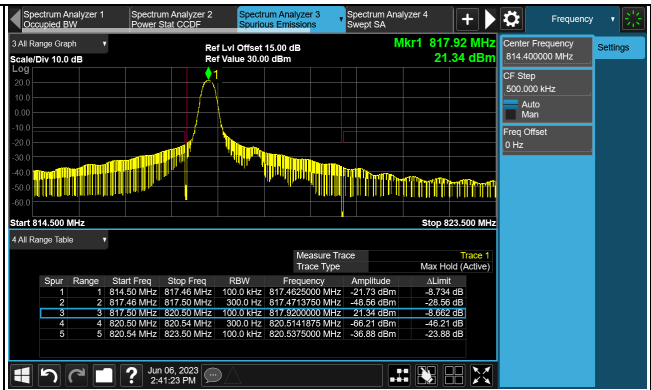 Spectrum Analyzer 1
Occupied BW
Spectrum Analyzer 2
Power Stat CCDF
Spectrum Analyzer 3
Spurious Emissions
Spectrum Analyzer 4
Swept SA
+
Frequency
Settings
3 All Range Graph
Scale/Div 10.0 dB
Ref Lvl Offset 15.00 dB
Ref Value 30.00 dBm
Mkr1 817.92 MHz
21.34 dBm
Log
1
20.0
10.0
0.00
-10.0
-20.0
-30.0
-40.0
-50.0
-60.0
Start 814.500 MHz
Stop 823.500 MHz
Center Frequency
814.400000 MHz
CF Step
500.000 kHz
Auto
Man
Freq Offset
0 Hz
4 All Range Table
Measure Trace Trace 1
Trace Type Max Hold (Active)
Spur Range Start Freq Stop Freq RBW Frequency Amplitude ΔLimit
1 1 814.50 MHz 817.46 MHz 100.0 kHz 817.4625000 MHz -21.73 dBm -8.734 dB
2 2 817.46 MHz 817.50 MHz 300.0 Hz 817.4713750 MHz -48.56 dBm -28.56 dB
3 3 817.50 MHz 820.50 MHz 100.0 kHz 817.9200000 MHz 21.34 dBm -8.662 dB
4 4 820.50 MHz 820.54 MHz 300.0 Hz 820.5141875 MHz -66.21 dBm -46.21 dB
5 5 820.54 MHz 823.50 MHz 100.0 kHz 820.5375000 MHz -36.88 dBm -23.88 dB
?
Jun 06, 2023
2:41:23 PM